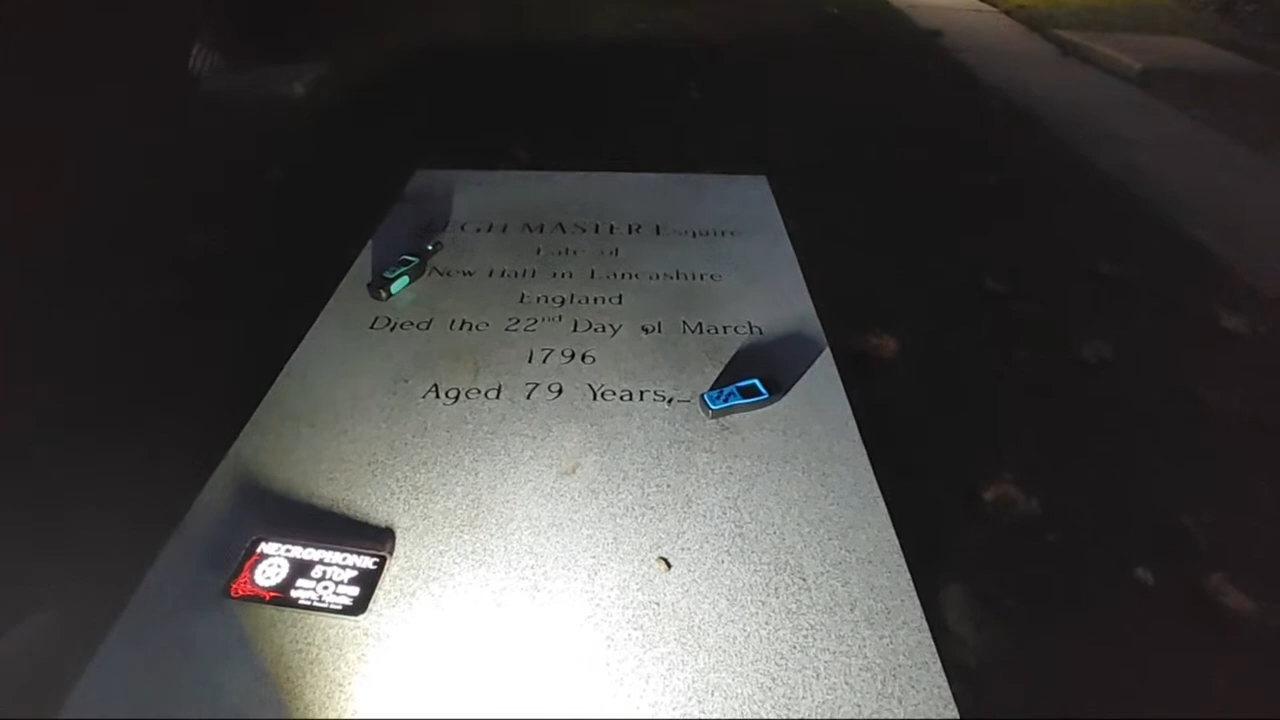 LEGH MASTER Esquire
Late of
New Hall in Lancashire
England
Died the 22nd Day of March
1796
Aged 79 Years,–
NECROPHONIC
STOP